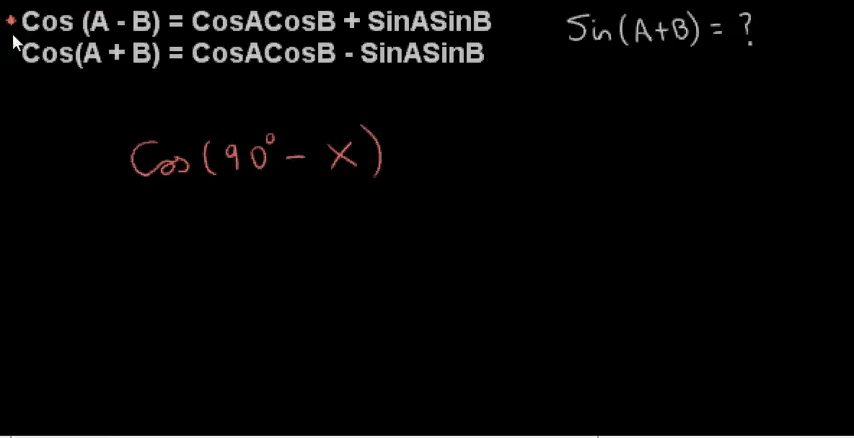 Cos (A - B) = CosACosB + SinASinB
Cos(A + B) = CosACosB - SinASinB
Sin(A+B) = ?
Cos(90° - x)